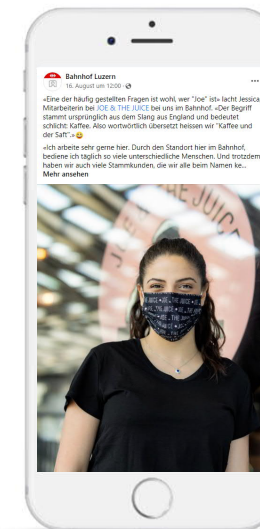 Bahnhof Luzern
16. August um 12:00 ·
«Eine der häufig gestellten Fragen ist wohl, wer "Joe" ist» lacht Jessica
Mitarbeiterin bei JOE & THE JUICE bei uns im Bahnhof. «Der Begriff
stammt ursprünglich aus dem Slang aus England und bedeutet
schlicht: Kaffee. Also wortwörtlich übersetzt heissen wir "Kaffee und
der Saft".»😃
«Ich arbeite sehr gerne hier. Durch den Standort hier im Bahnhof,
bediene ich täglich so viele unterschiedliche Menschen. Und trotzdem
haben wir auch viele Stammkunden, die wir alle beim Namen ke...
Mehr ansehen
JUICE
JUICE • JOE & THE JUICE